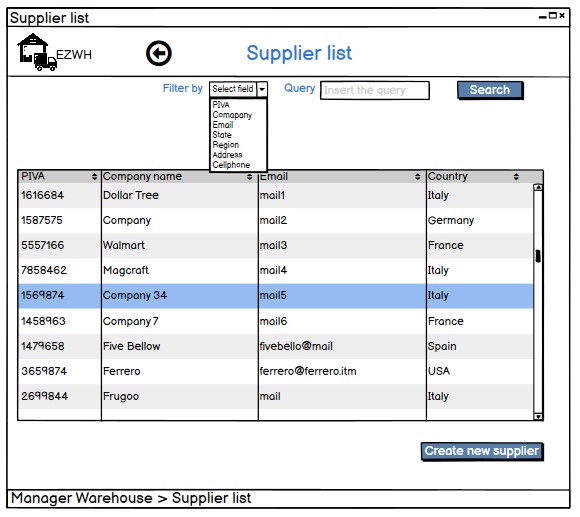 Supplier list
EZWH
Supplier list
Filter by Select field Query Insert the query Search
PIVA
Comapany
Email
State
Region
Address
Cellphone
PIVA Company name Email Country
1616684 Dollar Tree mail1 Italy
1587575 Company mail2 Germany
5557166 Walmart mail3 France
7858462 Magcraft mail4 Italy
1569874 Company 34 mail5 Italy
1458963 Company 7 mail6 France
1479658 Five Bellow fivebello@mail Spain
3659874 Ferrero ferrero@ferrero.itm USA
2699844 Frugoo mail Italy
Create new supplier
Manager Warehouse > Supplier list